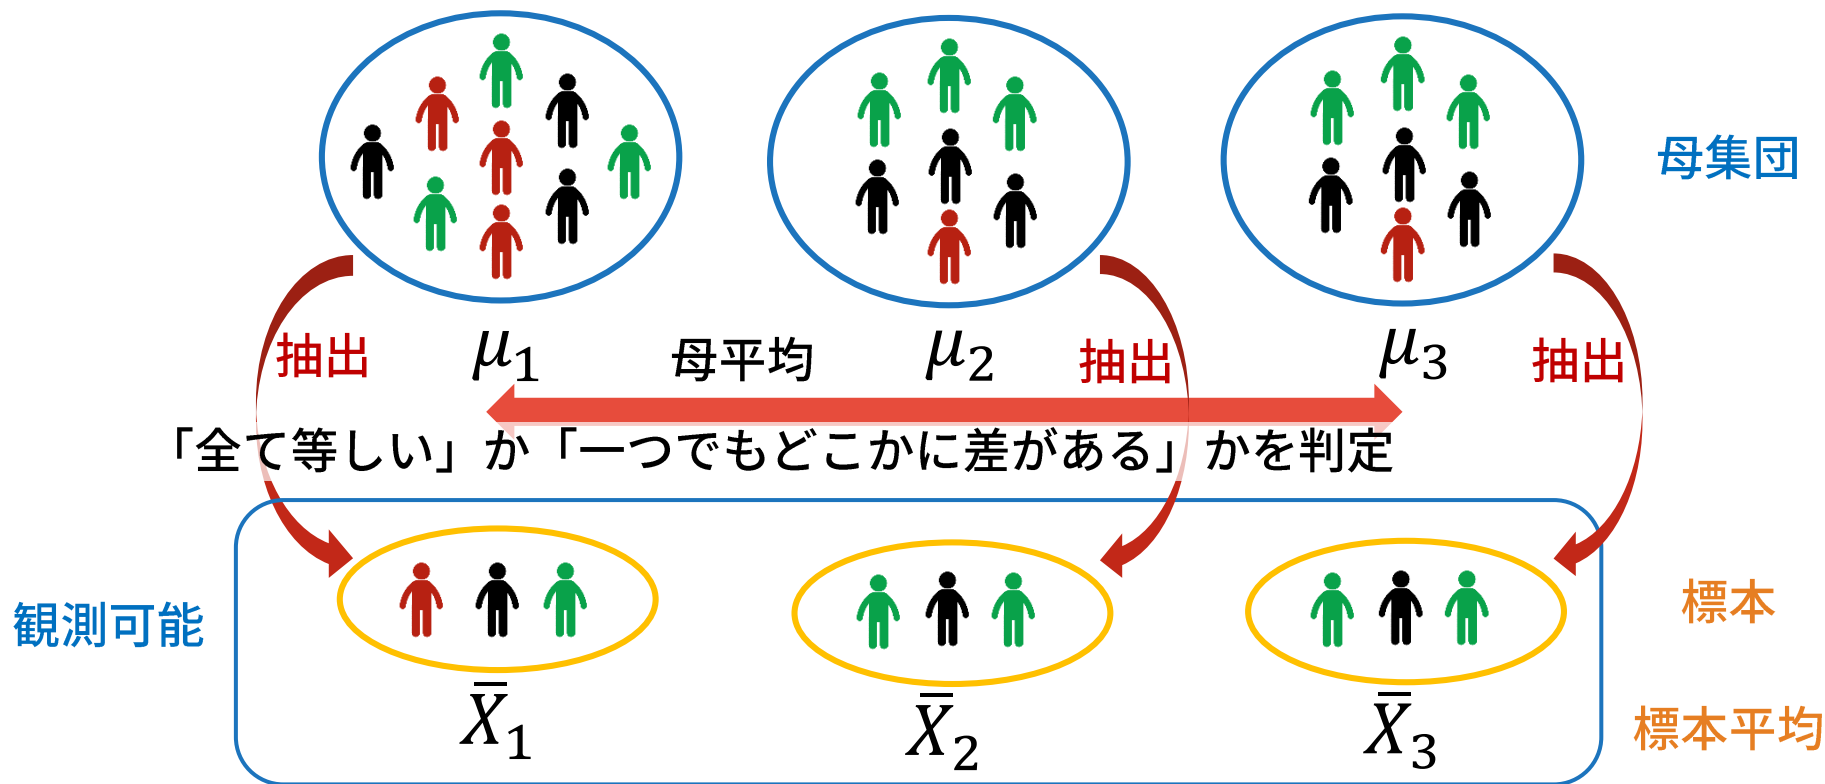 母集団
抽出
μ1
母平均
μ2
抽出
μ3
抽出
「全て等しい」か「一つでもどこかに差がある」かを判定
観測可能
標本
X̄1
X̄2
X̄3
標本平均